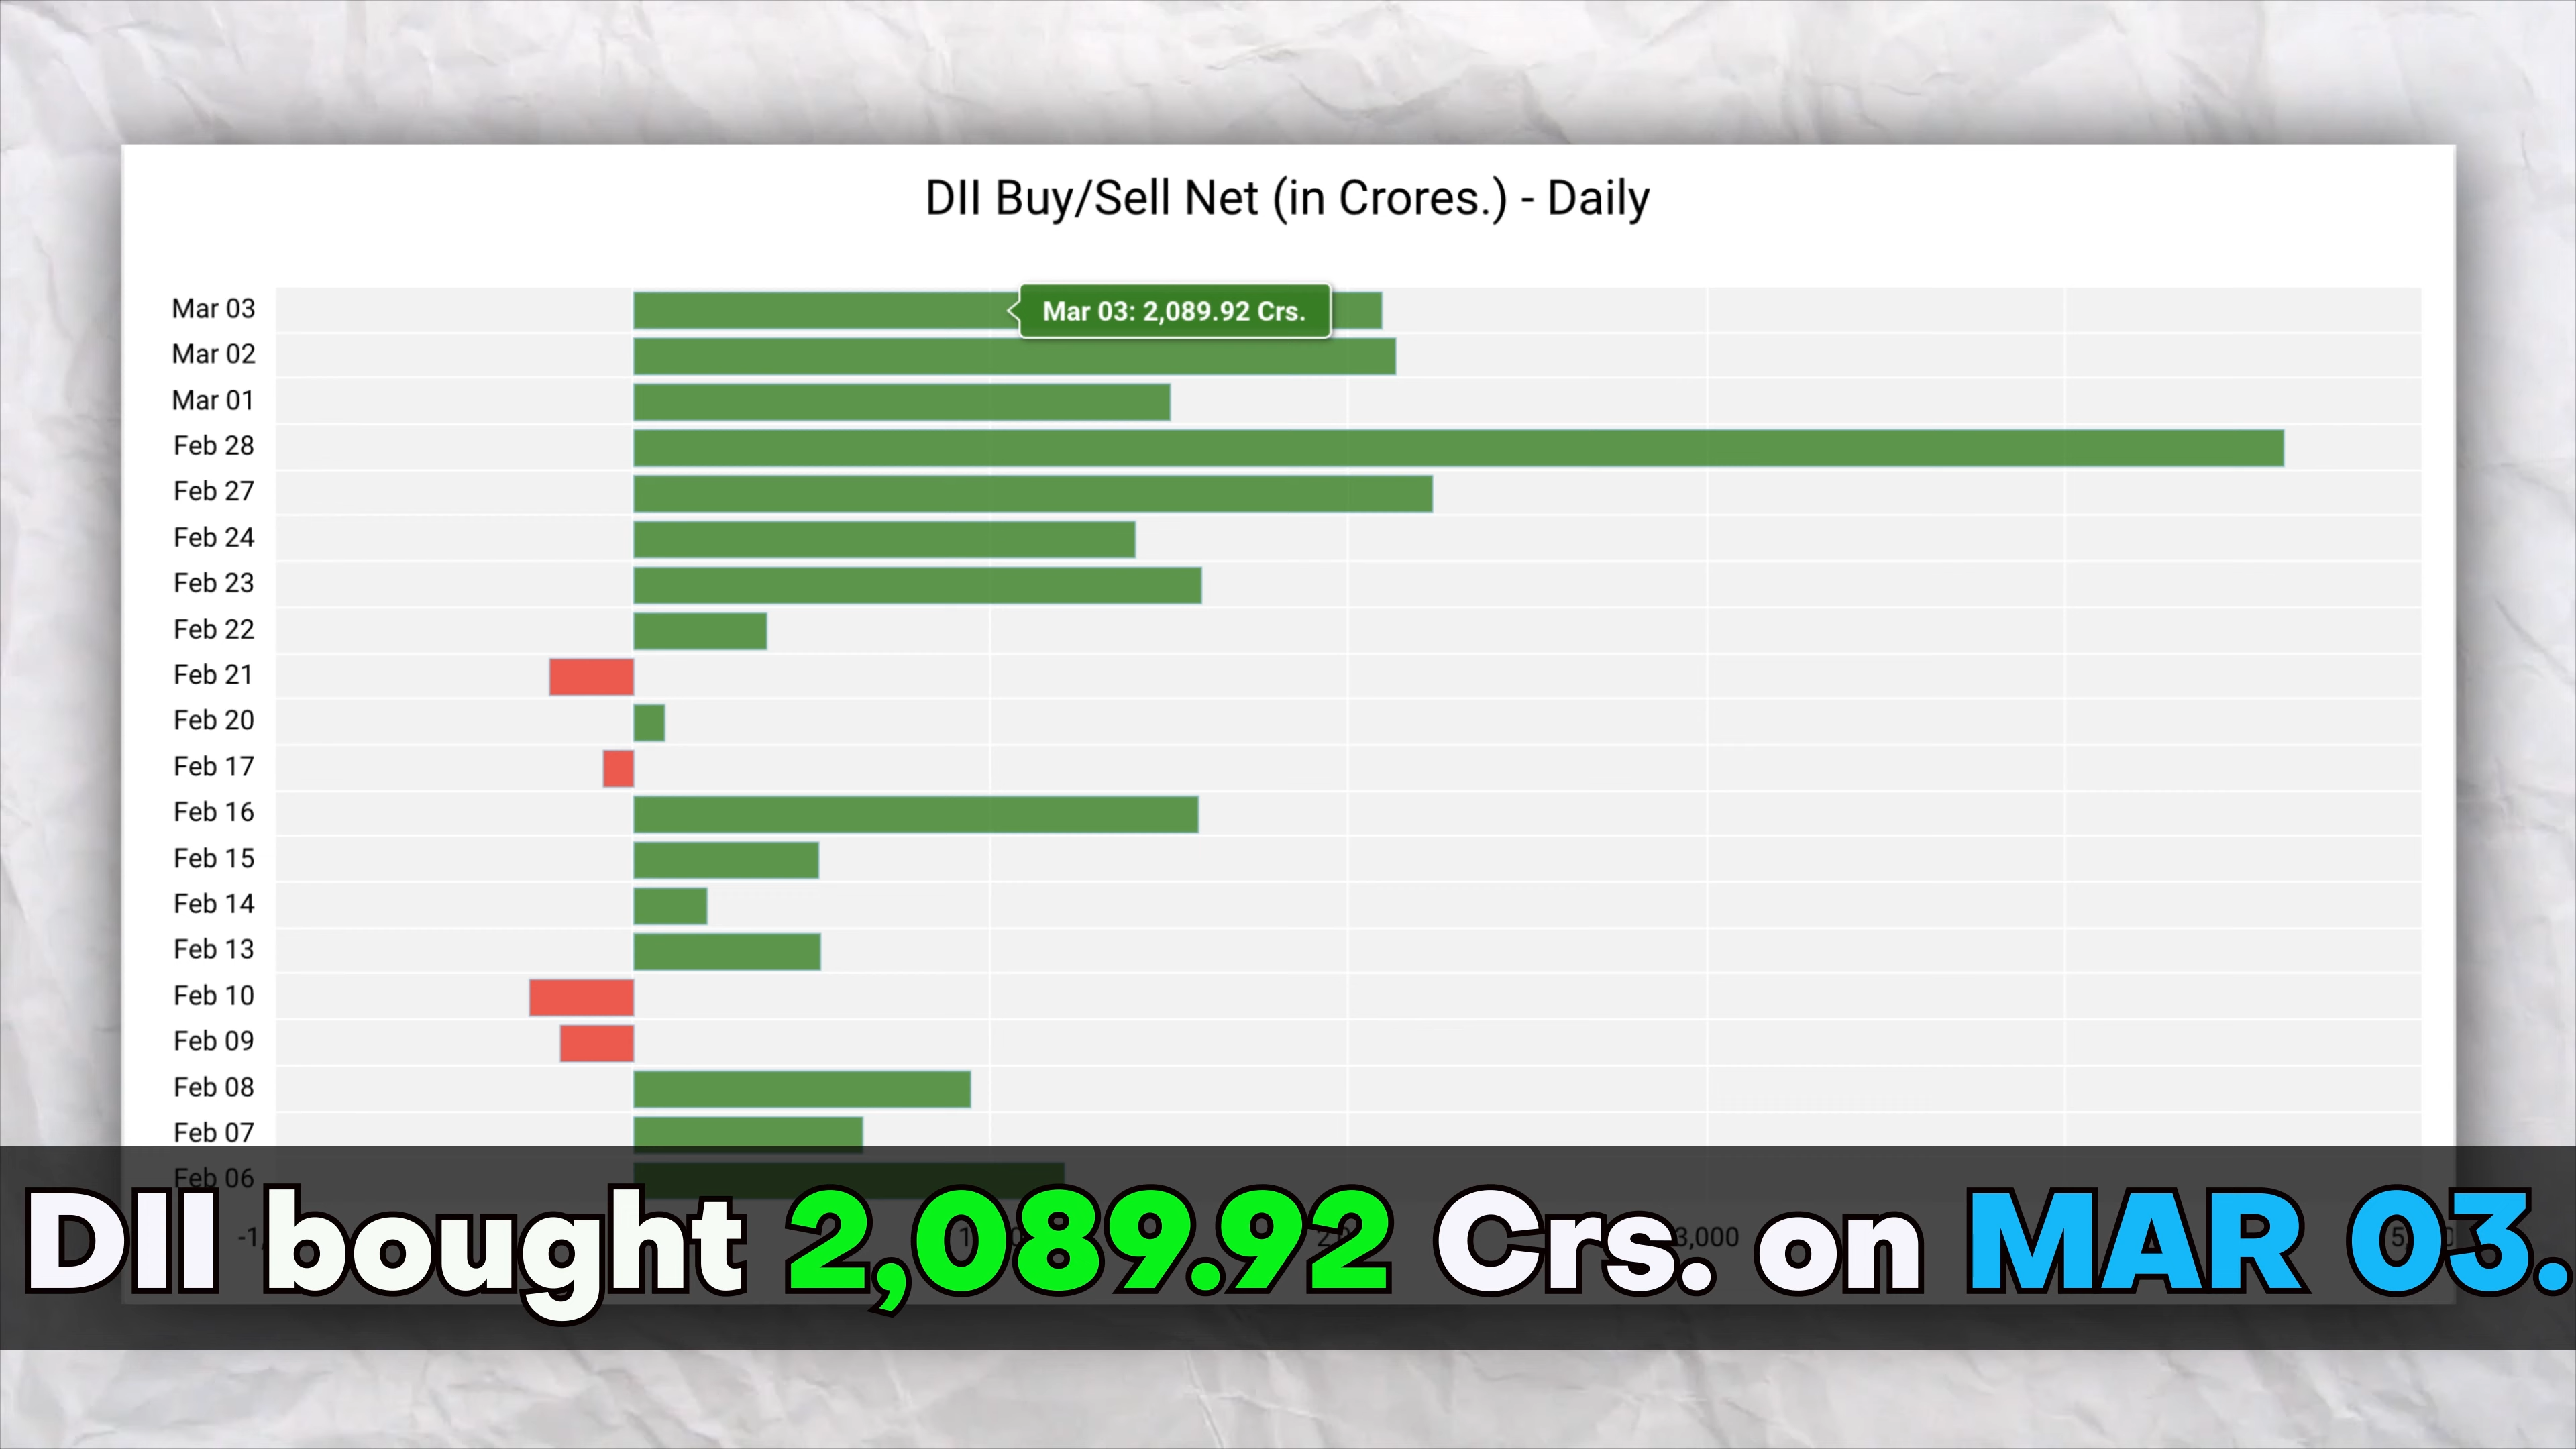 DII Buy/Sell Net (in Crores.) - Daily
Mar 03
Mar 03: 2,089.92 Crs.
Mar 02
Mar 01
Feb 28
Feb 27
Feb 24
Feb 23
Feb 22
Feb 21
Feb 20
Feb 17
Feb 16
Feb 15
Feb 14
Feb 13
Feb 10
Feb 09
Feb 08
Feb 07
Feb 06
3,000
DII bought 2,089.92 Crs. on MAR 03.